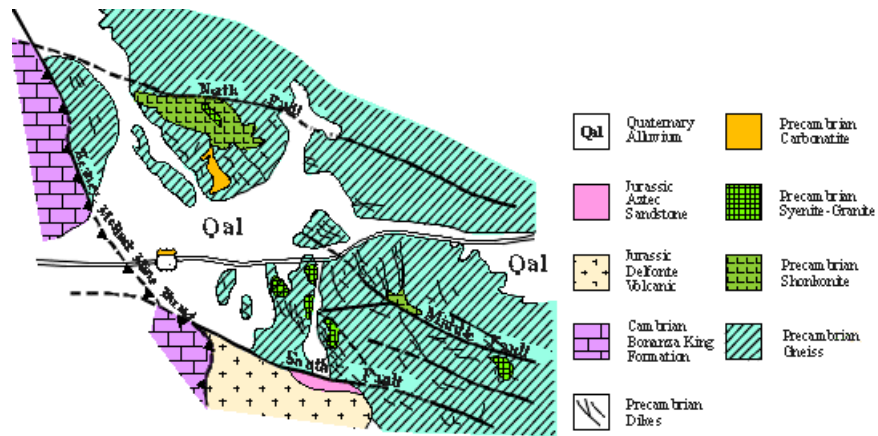 North Fault
Qal
Qal
Middle Fault
South Fault
Qal
Quaternary
Alluvium
Precambrian
Carbonatite
Jurassic
Aztec
Sandstone
Precambrian
Syenite-Granite
Jurassic
Delfonte
Volcanic
Precambrian
Shonkonite
Cambrian
Bonanza King
Formation
Precambrian
Gneiss
Precambrian
Dikes